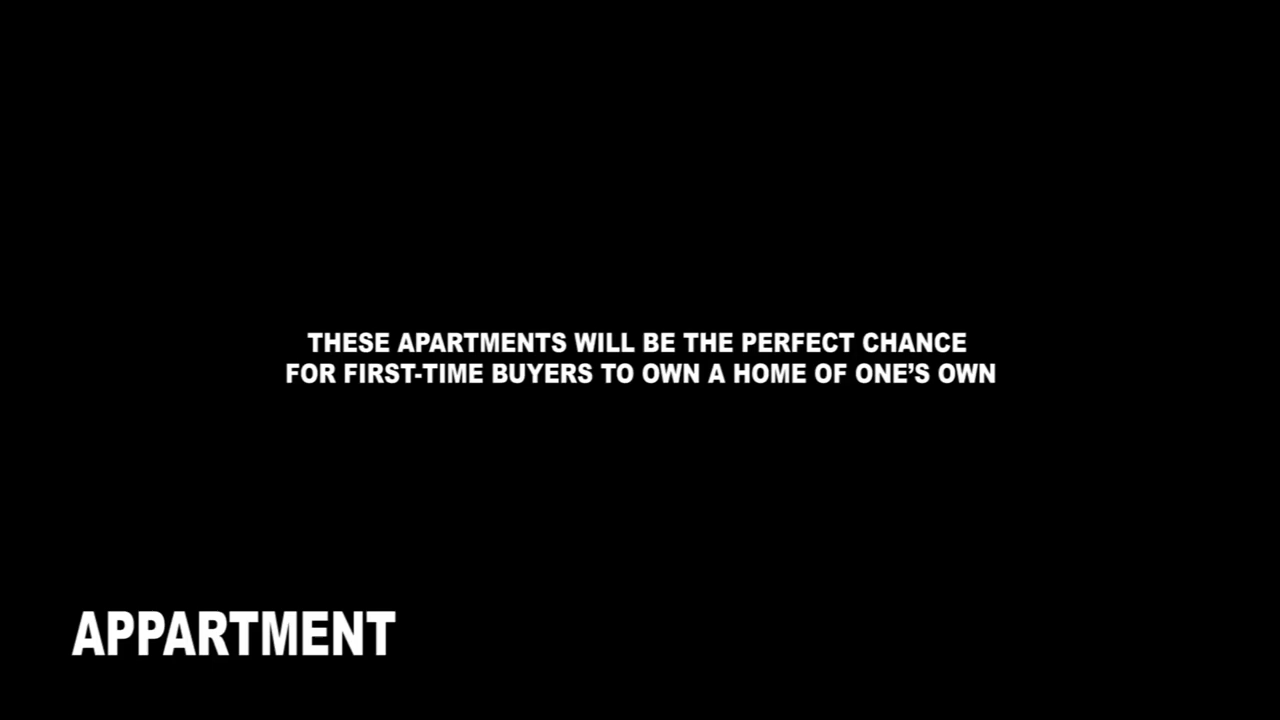 THESE APARTMENTS WILL BE THE PERFECT CHANCE
FOR FIRST-TIME BUYERS TO OWN A HOME OF ONE’S OWN
APPARTMENT